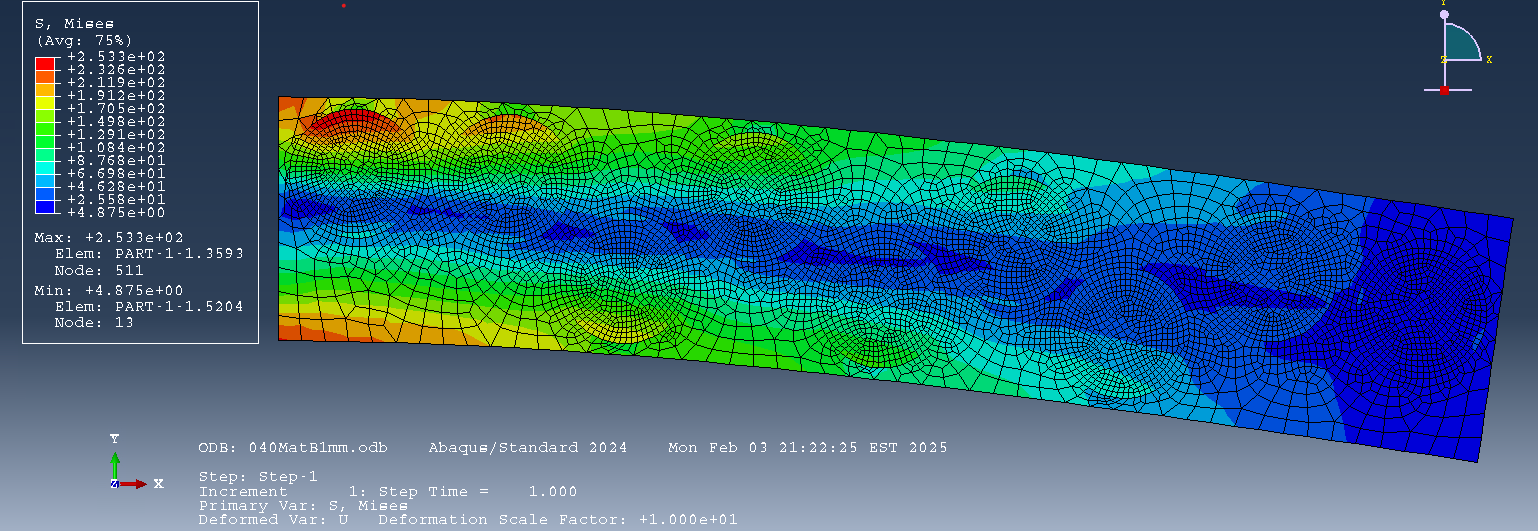 S, Mises
(Avg: 75%)
+2.533e+02
+2.326e+02
+2.119e+02
+1.912e+02
+1.705e+02
+1.498e+02
+1.291e+02
+1.084e+02
+8.768e+01
+6.698e+01
+4.628e+01
+2.558e+01
+4.875e+00
Max: +2.533e+02
Elem: PART-1-1.3593
Node: 511
Min: +4.875e+00
Elem: PART-1-1.5204
Node: 13
Y
Z X
Y
Z X
ODB: 040MatB1mm.odb Abaqus/Standard 2024 Mon Feb 03 21:22:25 EST 2025
Step: Step-1
Increment 1: Step Time = 1.000
Primary Var: S, Mises
Deformed Var: U Deformation Scale Factor: +1.000e+01